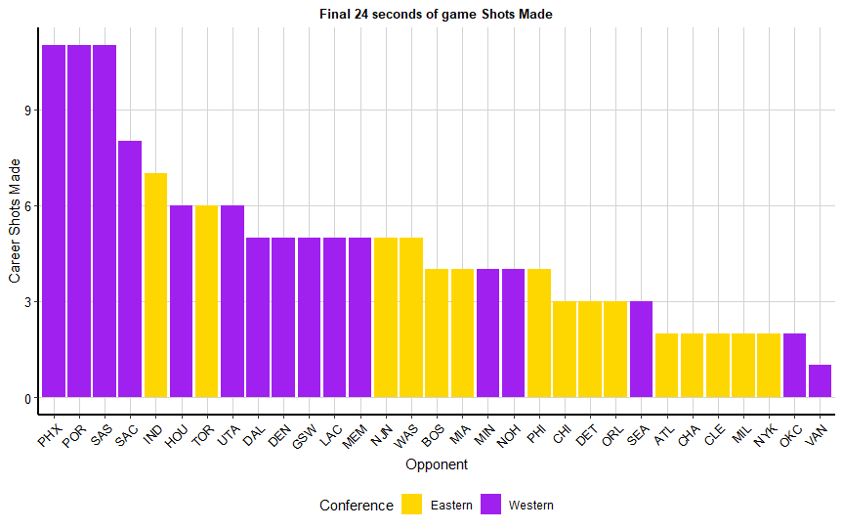 Final 24 seconds of game Shots Made
Career Shots Made
9
6
3
0
PHX POR SAS SAC IND HOU TOR UTA DAL DEN GSW LAC MEM NJN WAS BOS MIA MIN NOH PHI CHI DET ORL SEA ATL CHA CLE MIL NYK OKC VAN
Opponent
Conference Eastern Western